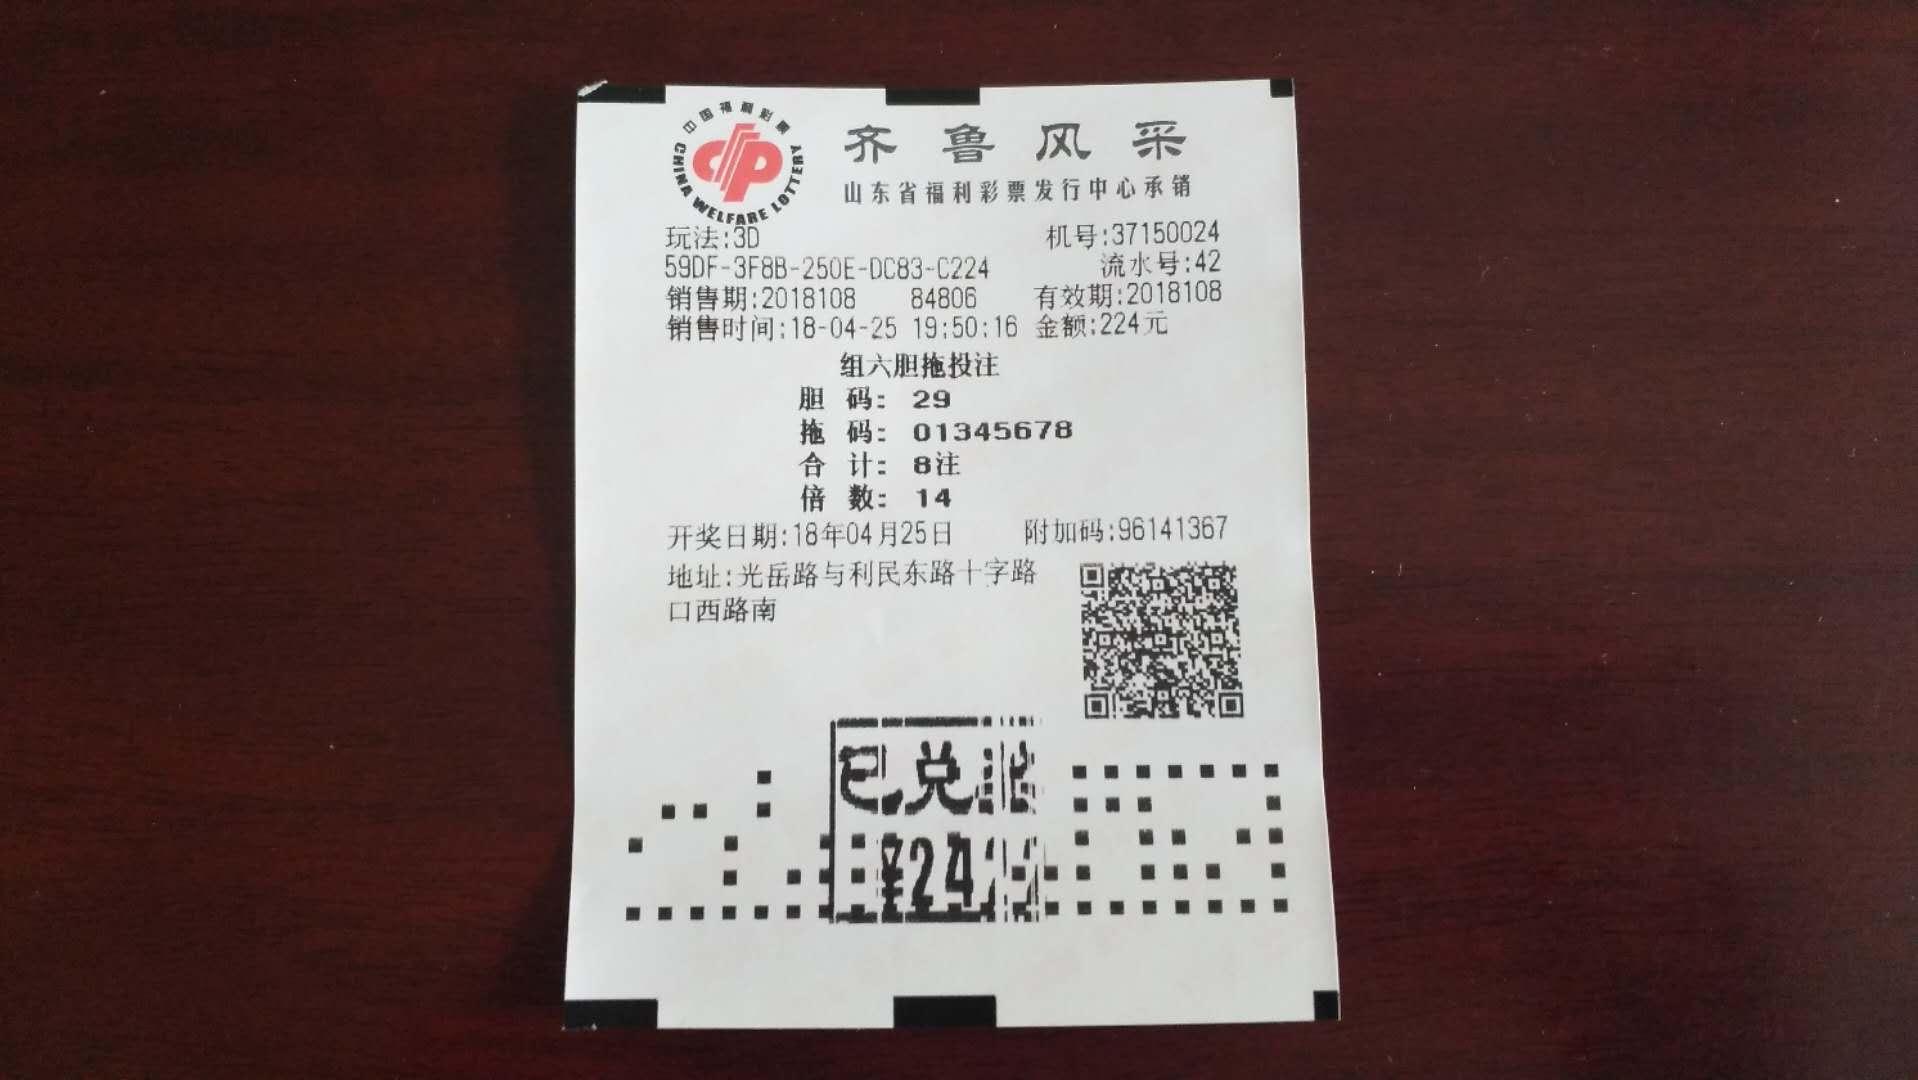 中国福利彩票
CHINA WELFARE LOTTERY
齐鲁风采
山东省福利彩票发行中心承销
玩法:3D 机号:37150024
59DF-3F8B-250E-DC83-C224 流水号:42
销售期:2018108 84806 有效期:2018108
销售时间:18-04-25 19:50:16 金额:224元
组六胆拖投注
胆 码: 29
拖 码: 01345678
合 计: 8注
倍 数: 14
开奖日期:18年04月25日 附加码:96141367
地址:光岳路与利民东路十字路
口西路南
已兑
¥24